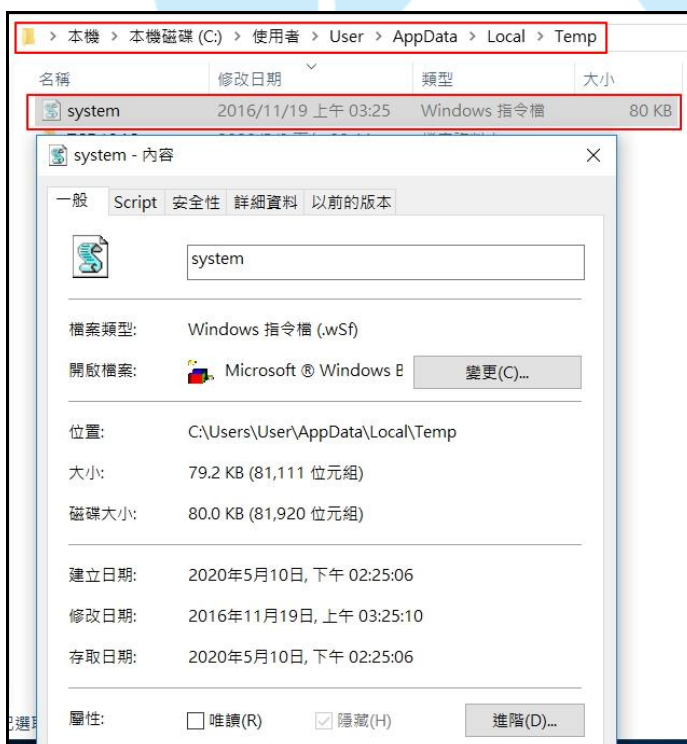 本機 > 本機磁碟 (C:) > 使用者 > User > AppData > Local > Temp
名稱 修改日期 類型 大小
system 2016/11/19 上午 03:25 Windows 指令檔 80 KB
system - 內容
一般 Script 安全性 詳細資料 以前的版本
system
檔案類型: Windows 指令檔 (.wSf)
開啟檔案: Microsoft ® Windows B 變更(C)...
位置: C:\Users\User\AppData\Local\Temp
大小: 79.2 KB (81,111 位元組)
磁碟大小: 80.0 KB (81,920 位元組)
建立日期: 2020年5月10日, 下午 02:25:06
修改日期: 2016年11月19日, 上午 03:25:10
存取日期: 2020年5月10日, 下午 02:25:06
屬性: 唯讀(R) 隱藏(H) 進階(D)...